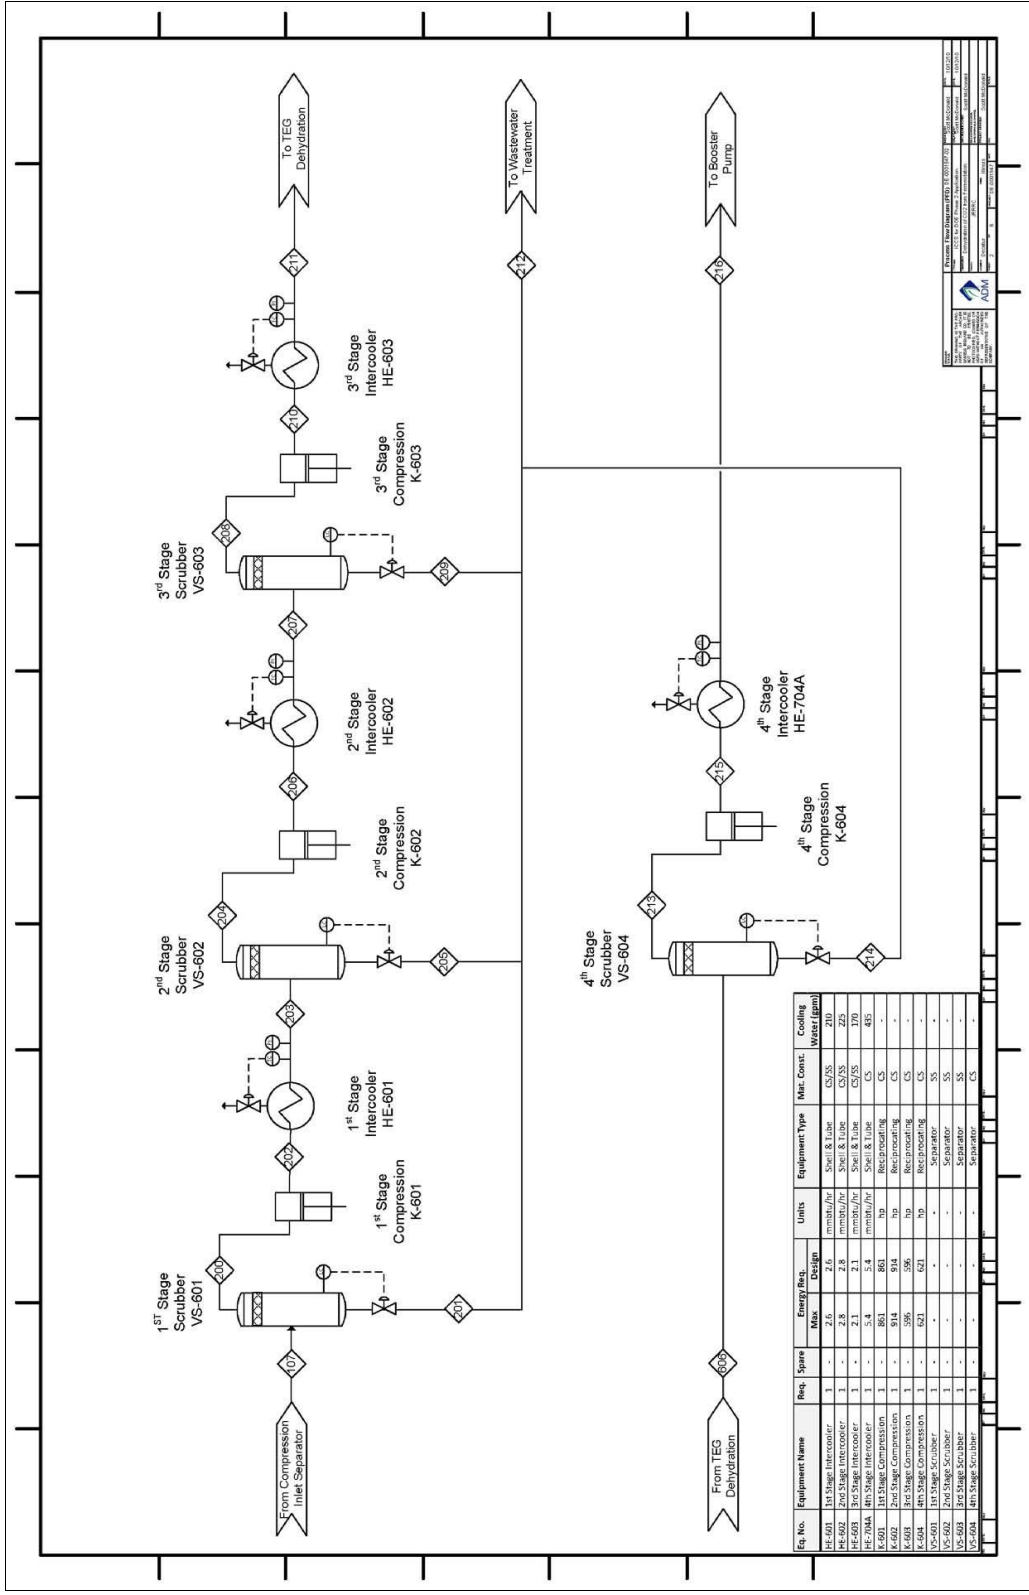 1ST Stage
Scrubber
VS-601
2nd Stage
Scrubber
VS-602
3rd Stage
Scrubber
VS-603
From Compression
Inlet Separator
107
200
201
1st Stage
Compression
K-601
202
1st Stage
Intercooler
HE-601
203
204
205
2nd Stage
Compression
K-602
206
2nd Stage
Intercooler
HE-602
207
208
209
3rd Stage
Compression
K-603
210
3rd Stage
Intercooler
HE-603
211
To TEG
Dehydration
212
To Wastewater
Treatment
From TEG
Dehydration
606
4th Stage
Scrubber
VS-604
213
214
4th Stage
Compression
K-604
215
4th Stage
Intercooler
HE-704A
216
To Booster
Pump
Eq. No. Equipment Name Req. Spare Energy Req. Max Design Units Equipment Type Mat. Const. Cooling Water (gpm)
HE-601 1st Stage Intercooler 1 - 2.6 2.6 mmbtu/hr Shell & Tube CS/SS 210
HE-602 2nd Stage Intercooler 1 - 2.8 2.8 mmbtu/hr Shell & Tube CS/SS 225
HE-603 3rd Stage Intercooler 1 - 2.1 2.1 mmbtu/hr Shell & Tube CS/SS 170
HE-704A 4th Stage Intercooler 1 - 5.4 5.4 mmbtu/hr Shell & Tube CS 435
K-601 1st Stage Compression 1 - 861 861 hp Reciprocating CS -
K-602 2nd Stage Compression 1 - 914 914 hp Reciprocating CS -
K-603 3rd Stage Compression 1 - 596 596 hp Reciprocating CS -
K-604 4th Stage Compression 1 - 621 621 hp Reciprocating CS -
VS-601 1st Stage Scrubber 1 - - - - Separator SS -
VS-602 2nd Stage Scrubber 1 - - - - Separator SS -
VS-603 3rd Stage Scrubber 1 - - - - Separator SS -
VS-604 4th Stage Scrubber 1 - - - - Separator CS -
ADM
Process Flow Diagram (PFD)